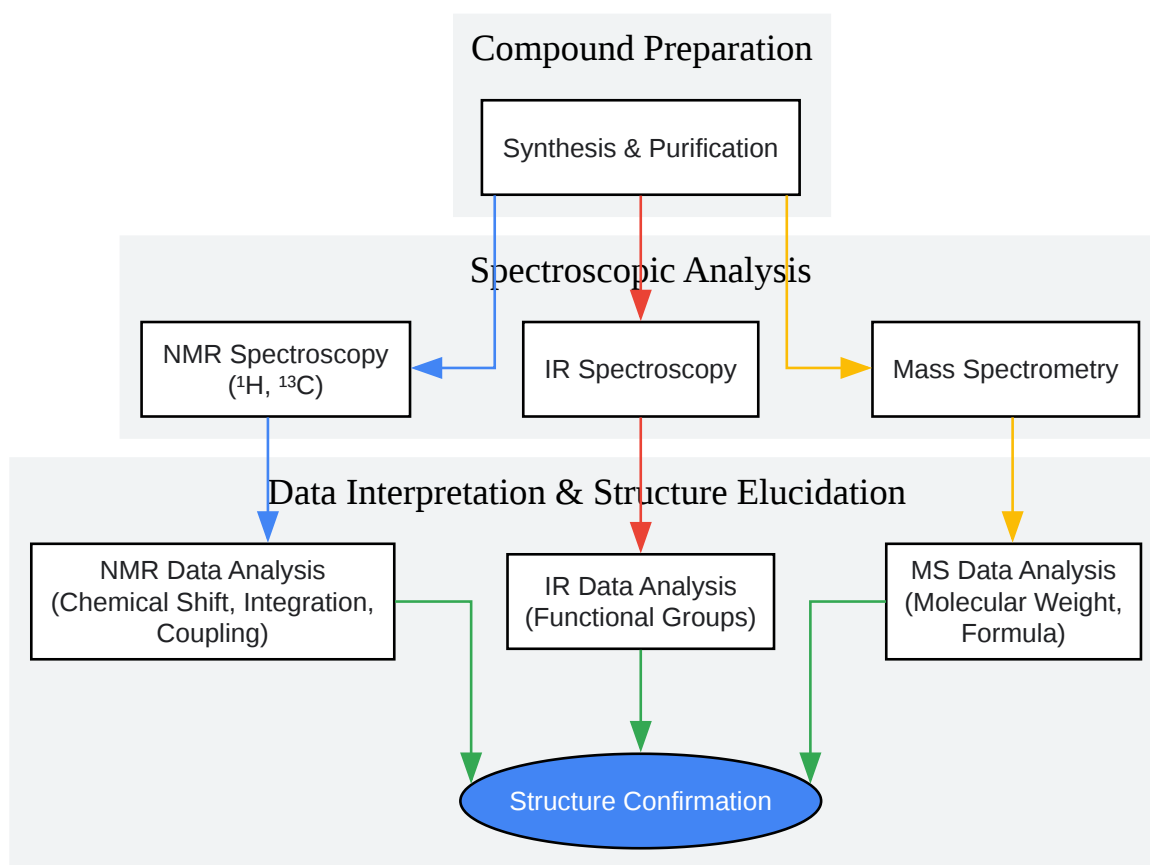 Compound Preparation
Synthesis & Purification
Spectroscopic Analysis
NMR Spectroscopy
(¹H, ¹³C)
IR Spectroscopy
Mass Spectrometry
Data Interpretation & Structure Elucidation
NMR Data Analysis
(Chemical Shift, Integration,
Coupling)
IR Data Analysis
(Functional Groups)
MS Data Analysis
(Molecular Weight,
Formula)
Structure Confirmation